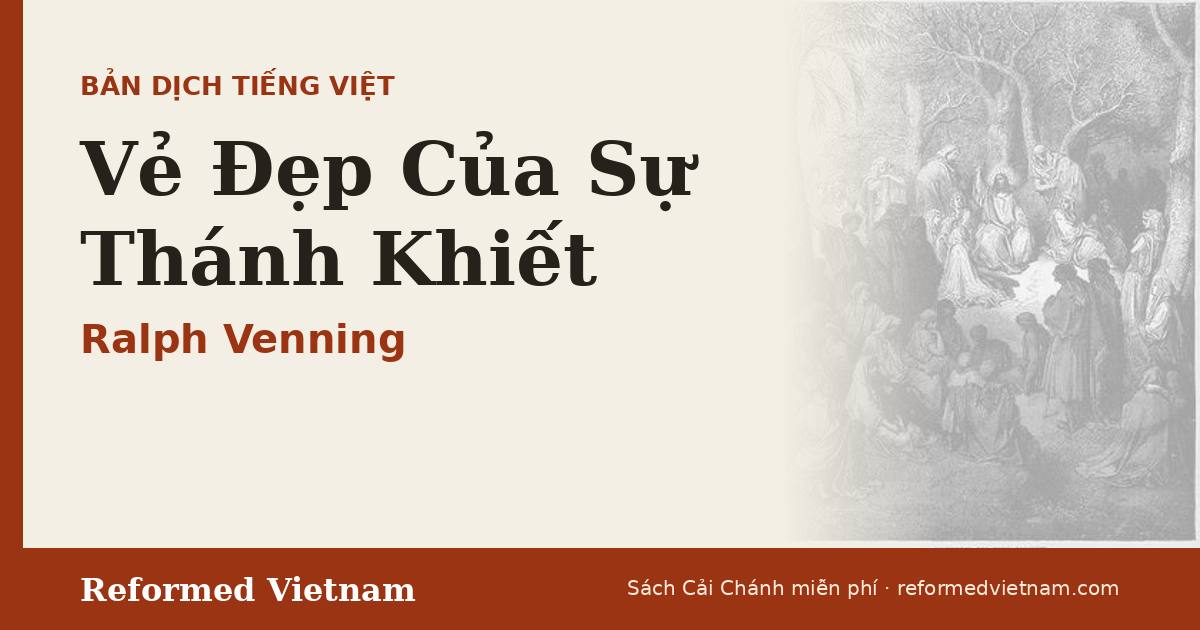 BẢN DỊCH TIẾNG VIỆT
Vẻ Đẹp Của Sự
Thánh Khiết
Ralph Venning
Reformed Vietnam
Sách Cải Chánh miễn phí · reformedvietnam.com